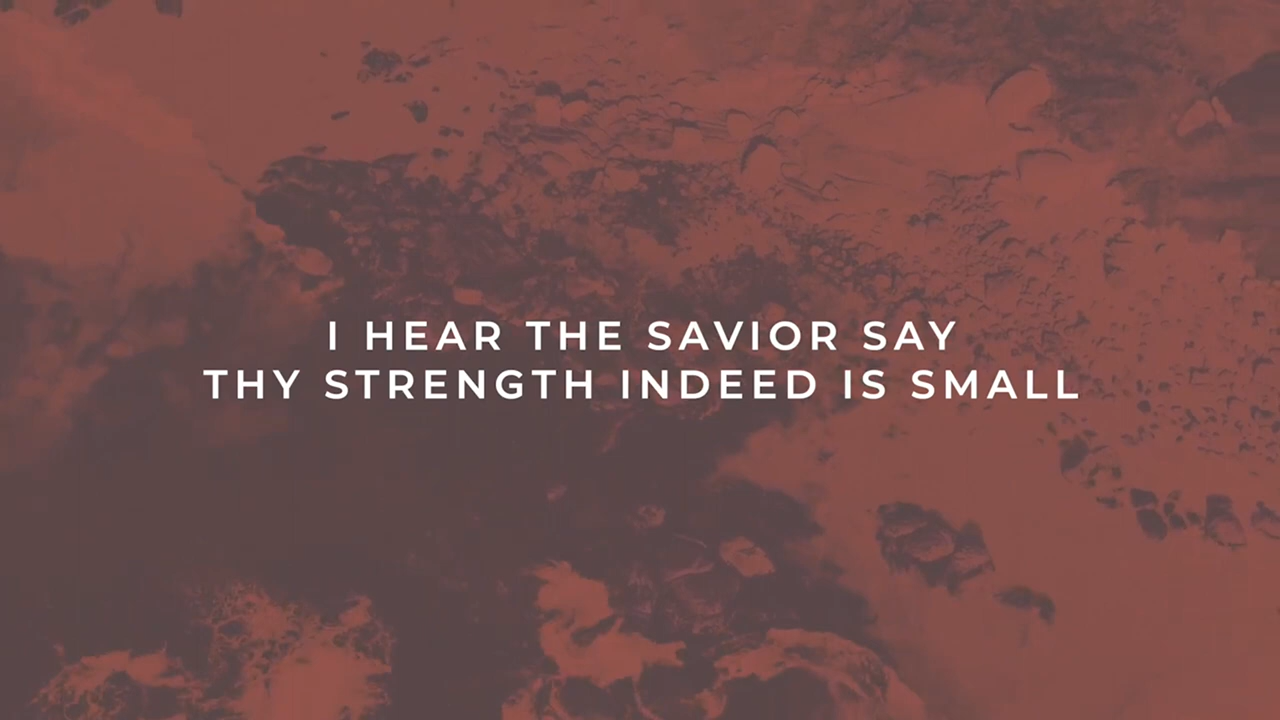 I HEAR THE SAVIOR SAY
THY STRENGTH INDEED IS SMALL